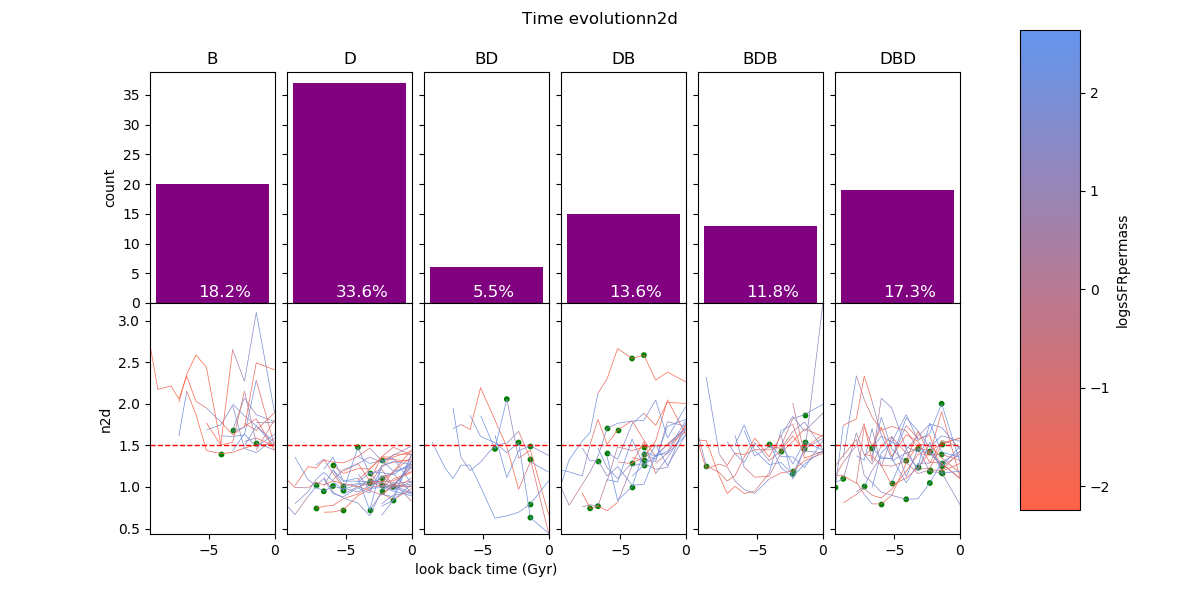 Time evolutionn2d
B D BD DB BDB DBD
35
30
25
20
15
10
5
0
count
18.2% 33.6% 5.5% 13.6% 11.8% 17.3%
3.0
2.5
2.0
1.5
1.0
0.5
n2d
−5 0 −5 0 −5 0 −5 0 −5 0 −5 0
look back time (Gyr)
2
1
0
−1
−2
logsSFRpermass